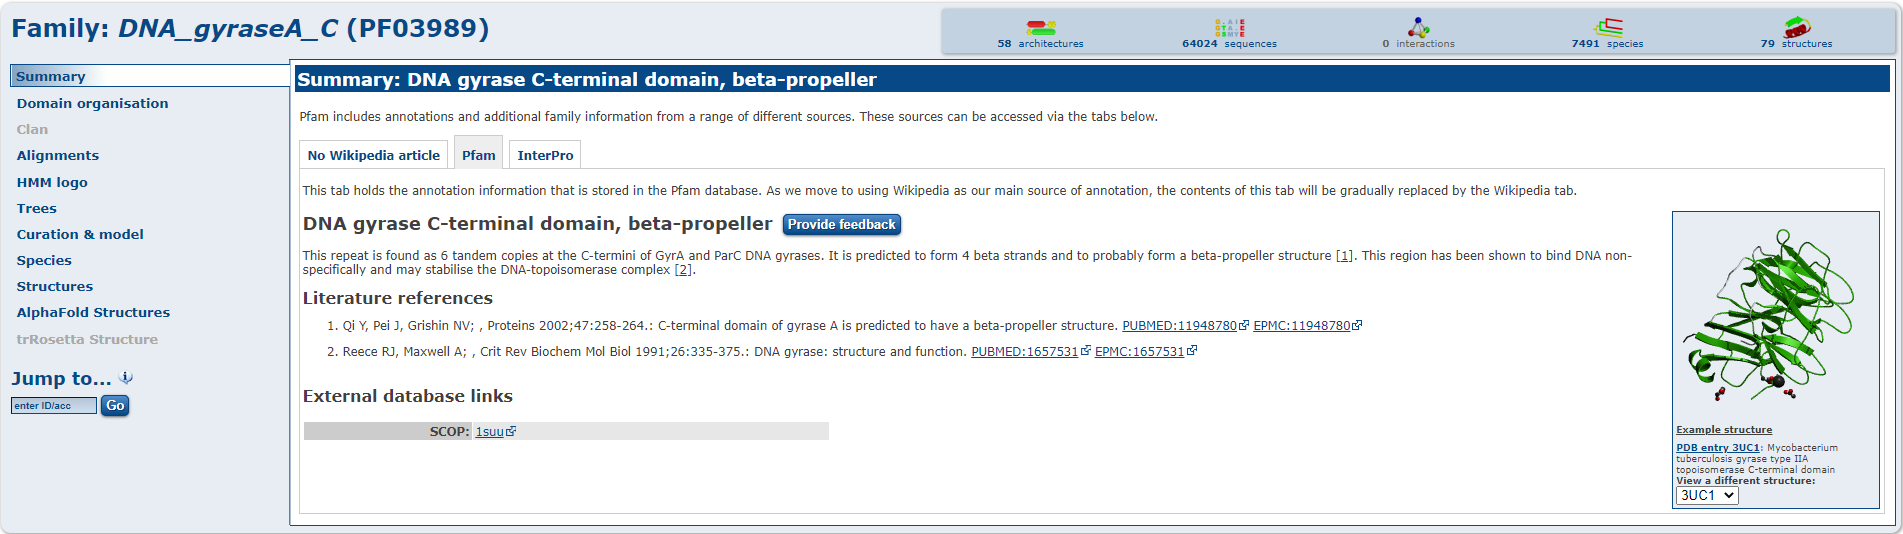 Family: DNA_gyraseA_C (PF03989)
58 architectures
64024 sequences
0 interactions
7491 species
79 structures
Summary
Domain organisation
Clan
Alignments
HMM logo
Trees
Curation & model
Species
Structures
AlphaFold Structures
trRosetta Structure
Jump to...
enter ID/acc
Go
Summary: DNA gyrase C-terminal domain, beta-propeller
Pfam includes annotations and additional family information from a range of different sources. These sources can be accessed via the tabs below.
No Wikipedia article
Pfam
InterPro
This tab holds the annotation information that is stored in the Pfam database. As we move to using Wikipedia as our main source of annotation, the contents of this tab will be gradually replaced by the Wikipedia tab.
DNA gyrase C-terminal domain, beta-propeller
Provide feedback
This repeat is found as 6 tandem copies at the C-termini of GyrA and ParC DNA gyrases. It is predicted to form 4 beta strands and to probably form a beta-propeller structure [1]. This region has been shown to bind DNA non-
specifically and may stabilise the DNA-topoisomerase complex [2].
Literature references
1. Qi Y, Pei J, Grishin NV; , Proteins 2002;47:258-264.: C-terminal domain of gyrase A is predicted to have a beta-propeller structure. PUBMED:11948780 EPMC:11948780
2. Reece RJ, Maxwell A; , Crit Rev Biochem Mol Biol 1991;26:335-375.: DNA gyrase: structure and function. PUBMED:1657531 EPMC:1657531
External database links
SCOP: 1suu
Example structure
PDB entry 3UC1: Mycobacterium
tuberculosis gyrase type IIA
topoisomerase C-terminal domain
View a different structure:
3UC1